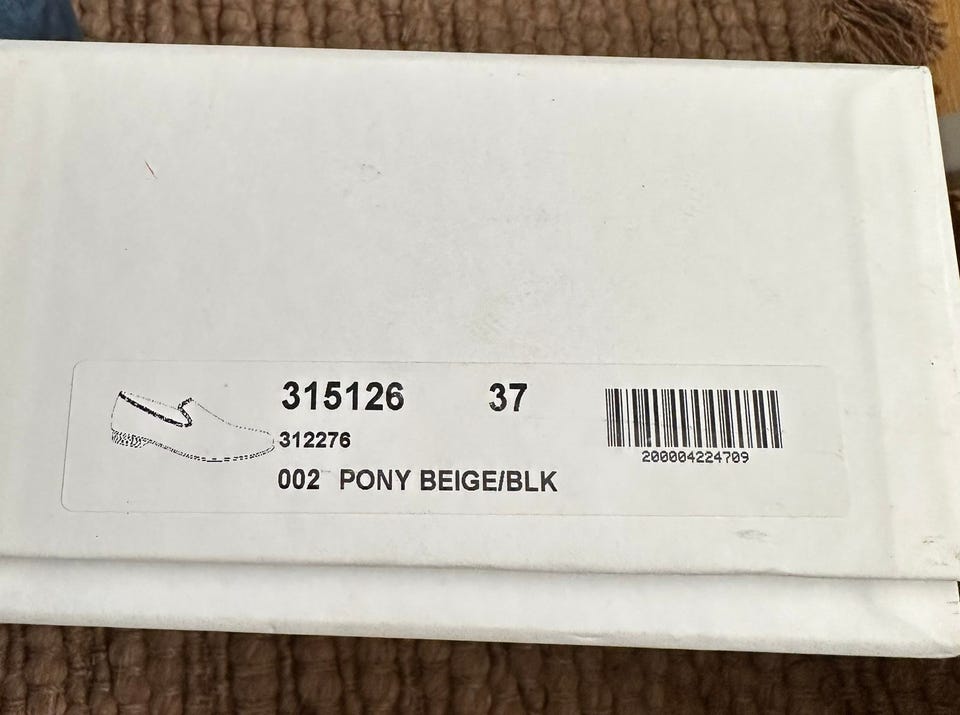 315126 37
312276
002 PONY BEIGE/BLK
200004224709